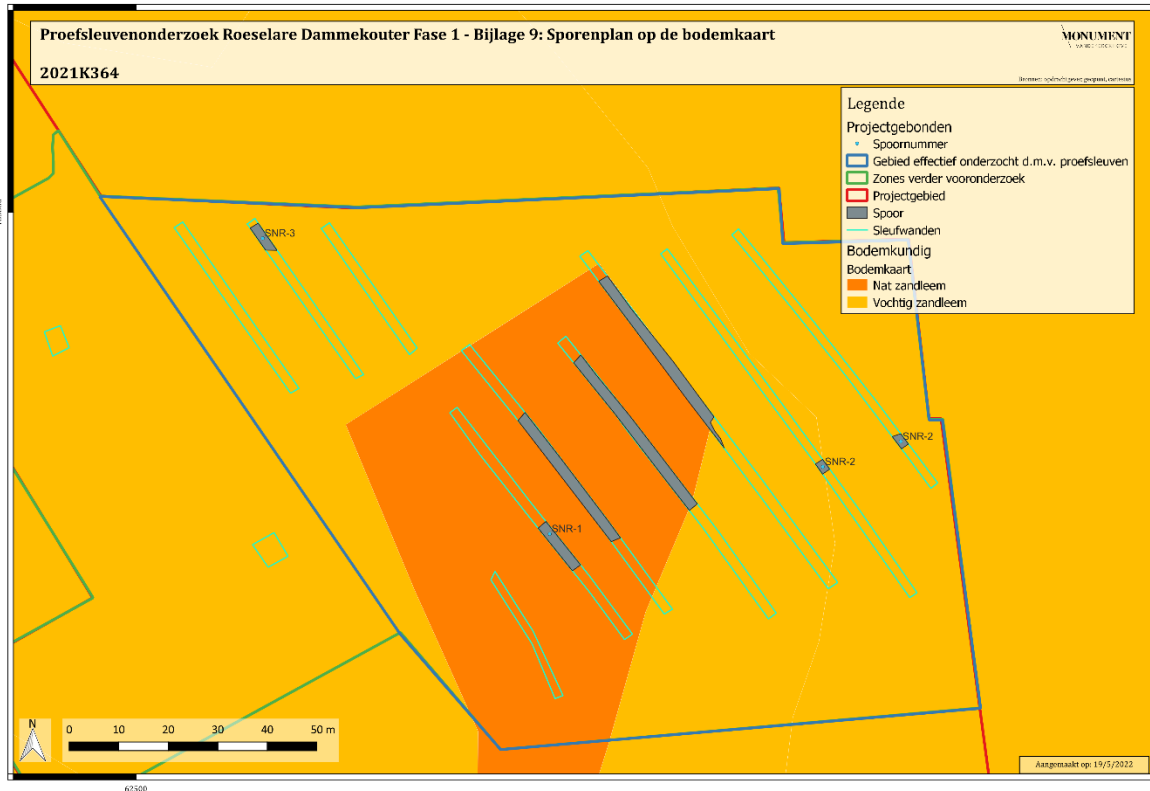 Proefsleuvenonderzoek Roeselare Dammekouter Fase 1 - Bijlage 9: Sporenplan op de bodemkaart
MONUMENT
2021K364
Legende
Projectgebonden
Spoornummer
Gebied effectief onderzocht d.m.v. proefsleuven
Zones verder vooronderzoek
Projectgebied
Spoor
Sleufwanden
Bodemkundig
Bodemkaart
Nat zandleem
Vochtig zandleem
SNR-3
SNR-2
SNR-2
SNR-1
N
0 10 20 30 40 50 m
Aangemaakt op: 19/5/2022
62500